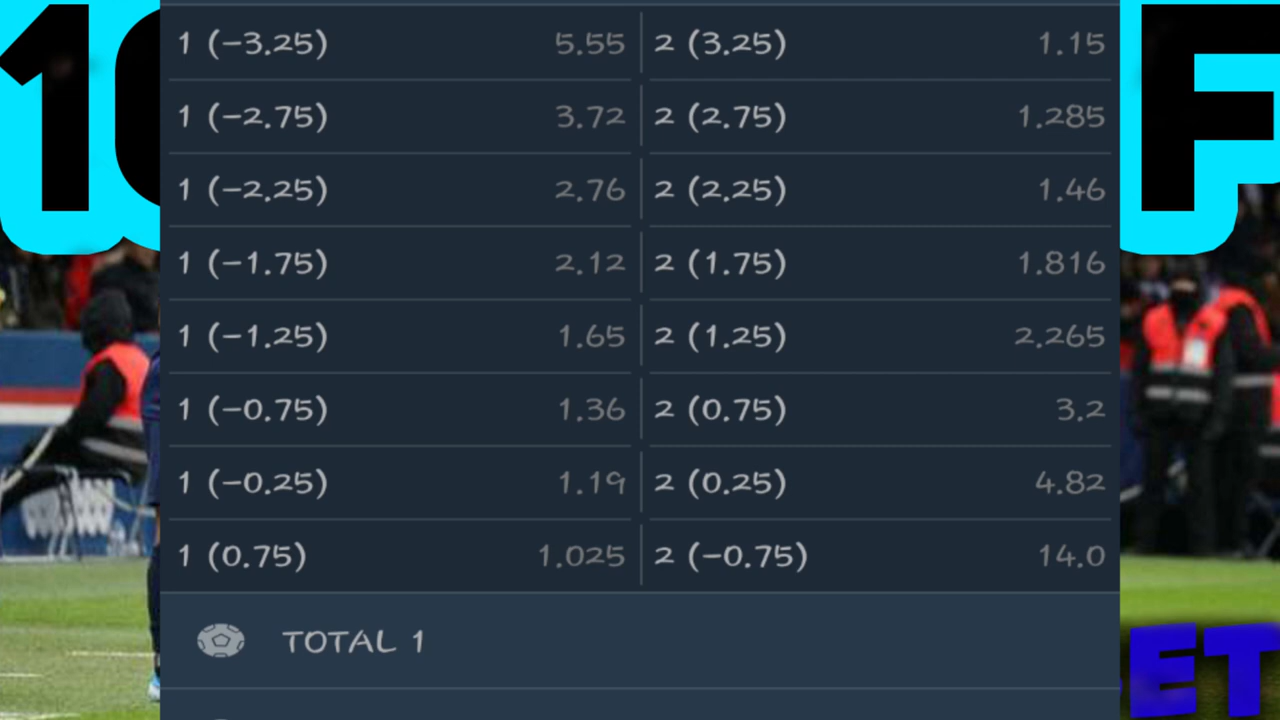 1 (-3.25) 5.55 2 (3.25) 1.15
1 (-2.75) 3.72 2 (2.75) 1.285
1 (-2.25) 2.76 2 (2.25) 1.46
1 (-1.75) 2.12 2 (1.75) 1.816
1 (-1.25) 1.65 2 (1.25) 2.265
1 (-0.75) 1.36 2 (0.75) 3.2
1 (-0.25) 1.19 2 (0.25) 4.82
1 (0.75) 1.025 2 (-0.75) 14.0
TOTAL 1